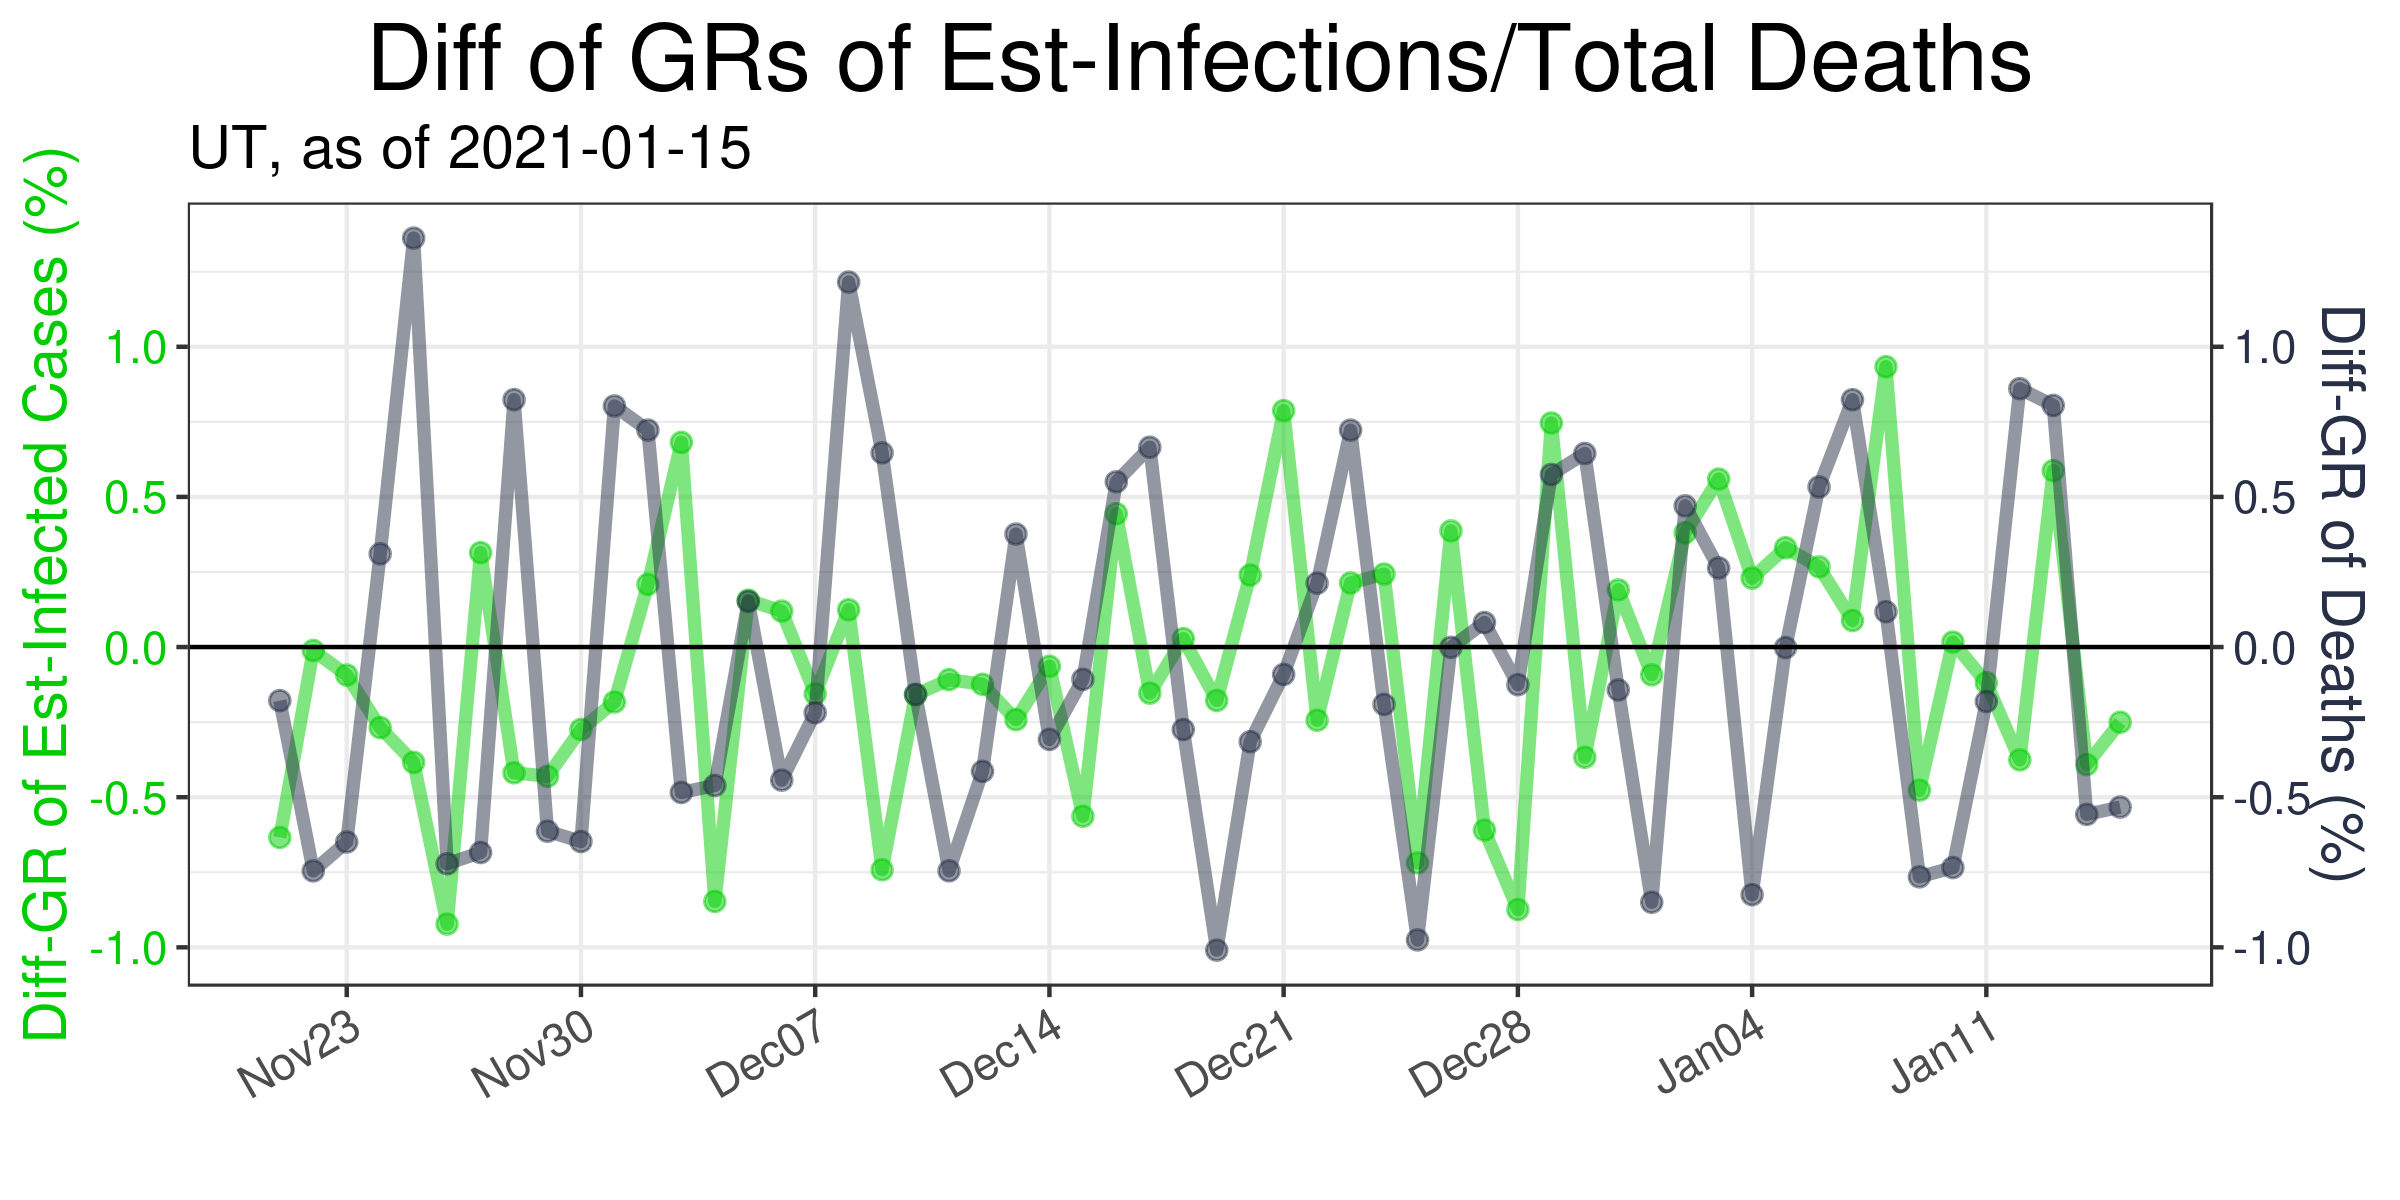 Diff of GRs of Est-Infections/Total Deaths
UT, as of 2021-01-15
Diff-GR of Est-Infected Cases (%)
1.0
0.5
0.0
-0.5
-1.0
1.0
0.5
0.0
-0.5
-1.0
Diff-GR of Deaths (%)
Nov23
Nov30
Dec07
Dec14
Dec21
Dec28
Jan04
Jan11